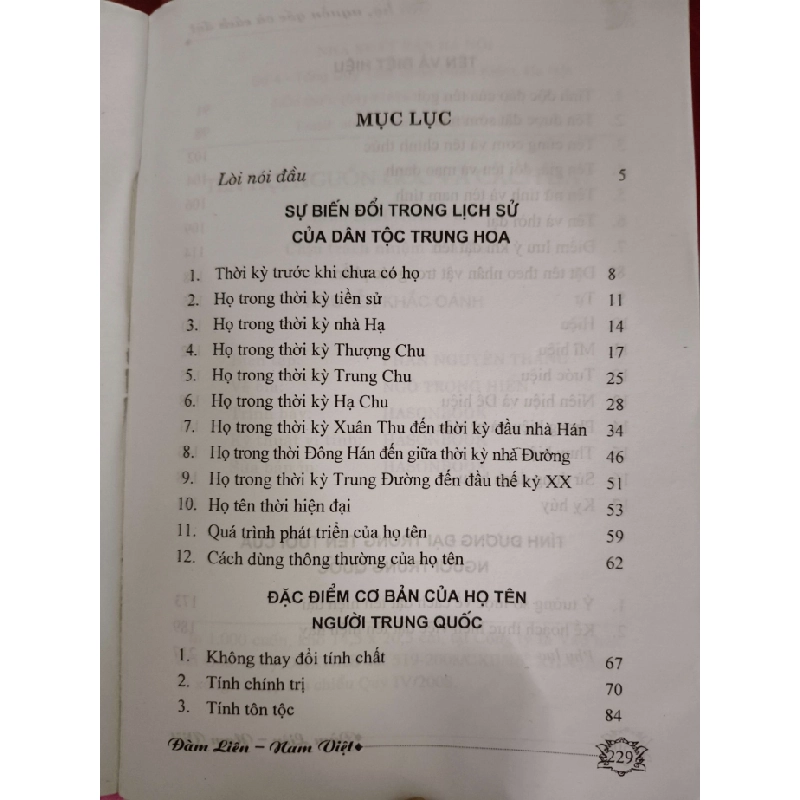 MỤC LỤC
Lời nói đầu 5
SỰ BIẾN ĐỔI TRONG LỊCH SỬ
CỦA DÂN TỘC TRUNG HOA
1. Thời kỳ trước khi chưa có họ 8
2. Họ trong thời kỳ tiền sử 11
3. Họ trong thời kỳ nhà Hạ 14
4. Họ trong thời kỳ Thượng Chu 17
5. Họ trong thời kỳ Trung Chu 25
6. Họ trong thời kỳ Hạ Chu 28
7. Họ trong thời kỳ Xuân Thu đến thời kỳ đầu nhà Hán 34
8. Họ trong thời Đông Hán đến giữa thời kỳ nhà Đường 46
9. Họ trong thời kỳ Trung Đường đến đầu thế kỷ XX 51
10. Họ tên thời hiện đại 53
11. Quá trình phát triển của họ tên 59
12. Cách dùng thông thường của họ tên 62
ĐẶC ĐIỂM CƠ BẢN CỦA HỌ TÊN
NGƯỜI TRUNG QUỐC
1. Không thay đổi tính chất 67
2. Tính chính trị 70
3. Tính tôn tộc 84
Đàm Liên – Nam Việt 229